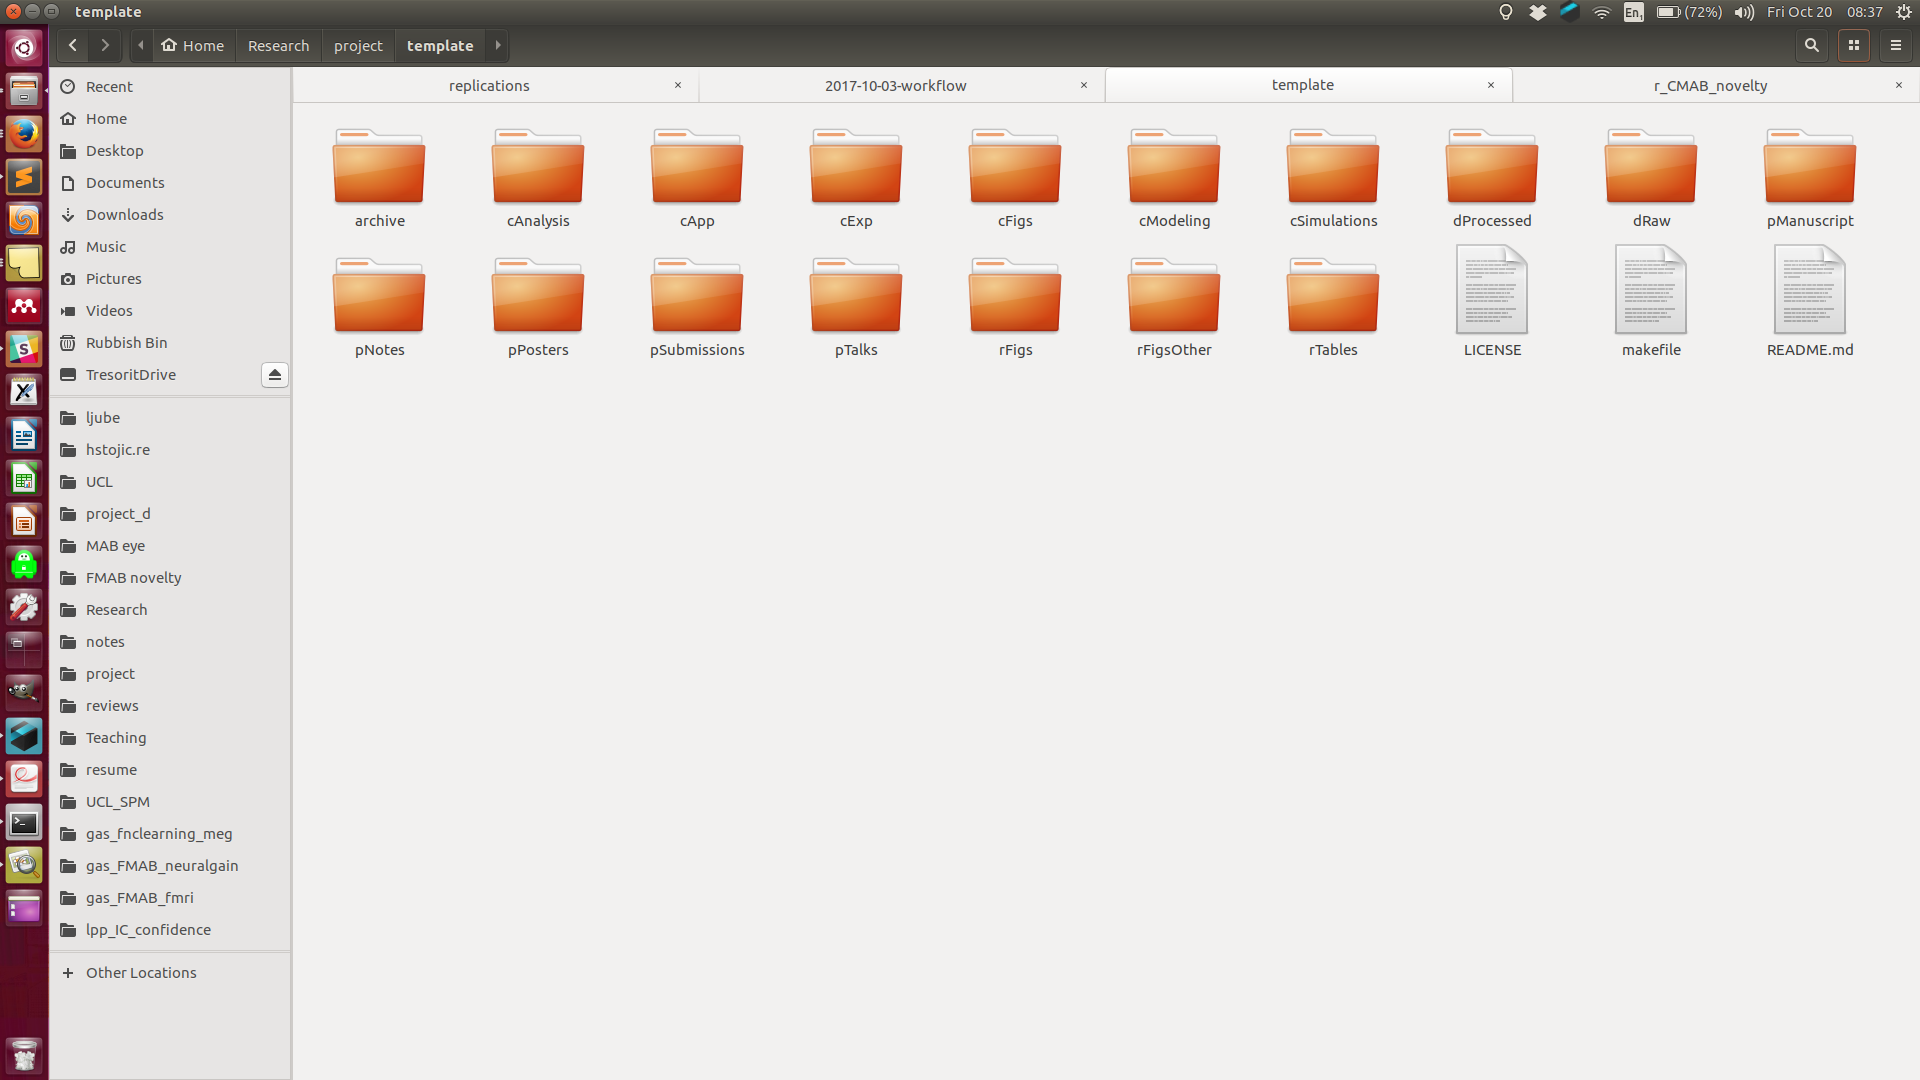 template
En1 (72%) Fri Oct 20 08:37
Home Research project template
replications 2017-10-03-workflow template r_CMAB_novelty
Recent
Home
Desktop
Documents
Downloads
Music
Pictures
Videos
Rubbish Bin
TresoritDrive
ljube
hstojic.re
UCL
project_d
MAB eye
FMAB novelty
Research
notes
project
reviews
Teaching
resume
UCL_SPM
gas_fnclearning_meg
gas_FMAB_neuralgain
gas_FMAB_fmri
lpp_IC_confidence
Other Locations
archive cAnalysis cApp cExp cFigs cModeling cSimulations dProcessed dRaw pManuscript
pNotes pPosters pSubmissions pTalks rFigs rFigsOther rTables LICENSE makefile README.md